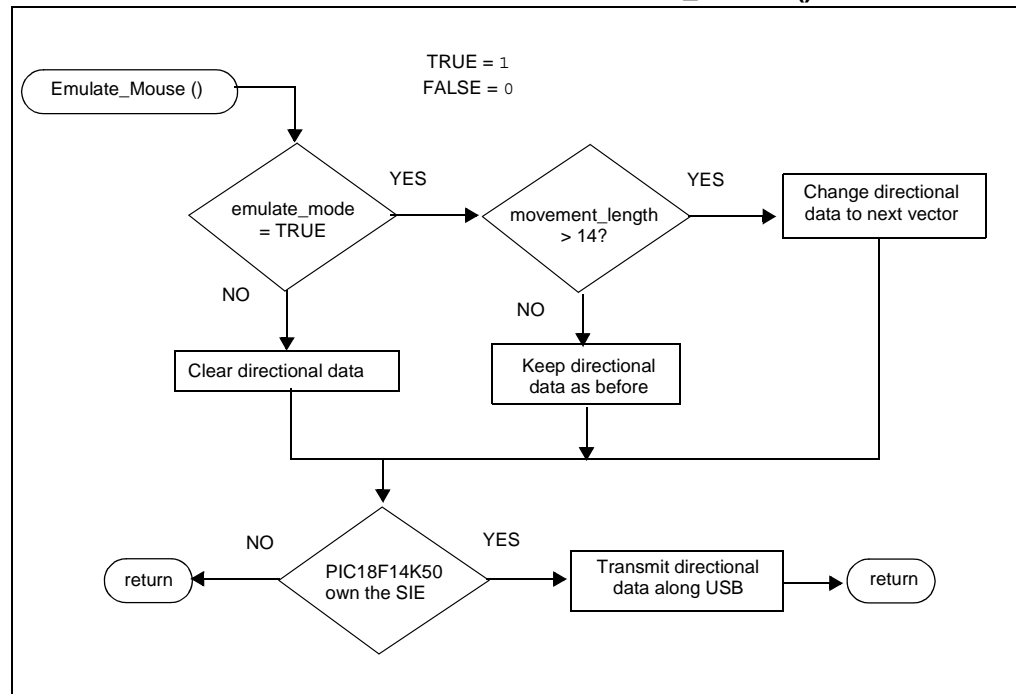 TRUE = 1
FALSE = 0
Emulate_Mouse ()
YES
YES
emulate_mode
= TRUE
movement_length
> 14?
Change directional
data to next vector
NO
NO
Clear directional data
Keep directional
data as before
NO
YES
PIC18F14K50
own the SIE
return
Transmit directional
data along USB
return